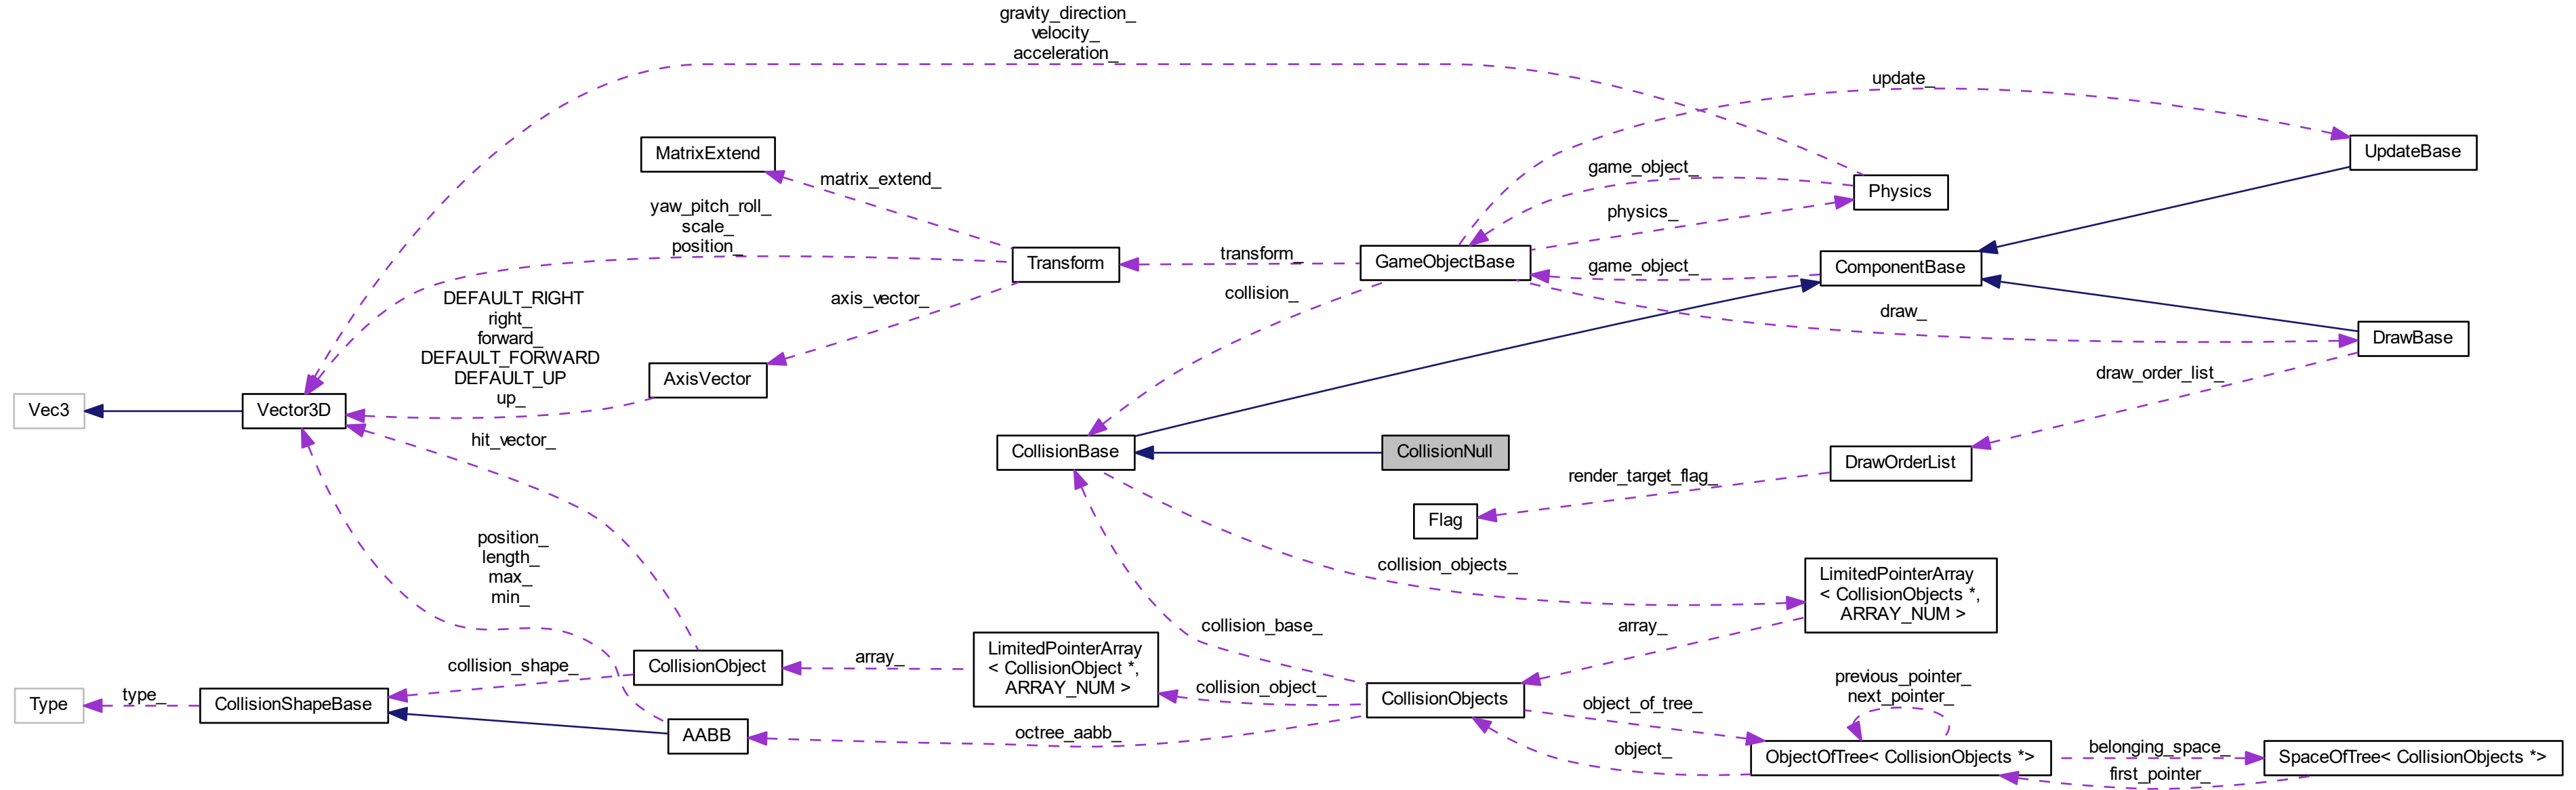 gravity_direction_
velocity_
acceleration_
update_
MatrixExtend
UpdateBase
matrix_extend_
game_object_
Physics
yaw_pitch_roll_
scale_
position_
physics_
transform_
Transform
GameObjectBase
game_object_
ComponentBase
DEFAULT_RIGHT
right_
forward_
DEFAULT_FORWARD
DEFAULT_UP
up_
axis_vector_
collision_
draw_
DrawBase
AxisVector
draw_order_list_
Vec3
Vector3D
hit_vector_
CollisionBase
CollisionNull
DrawOrderList
render_target_flag_
Flag
position_
length_
max_
min_
collision_objects_
LimitedPointerArray
< CollisionObjects *,
ARRAY_NUM >
collision_base_
array_
CollisionObject
collision_shape_
array_
LimitedPointerArray
< CollisionObject *,
ARRAY_NUM >
collision_object_
CollisionObjects
previous_pointer_
next_pointer_
object_of_tree_
Type
type_
CollisionShapeBase
AABB
octree_aabb_
object_
ObjectOfTree< CollisionObjects *>
belonging_space_
first_pointer_
SpaceOfTree< CollisionObjects *>